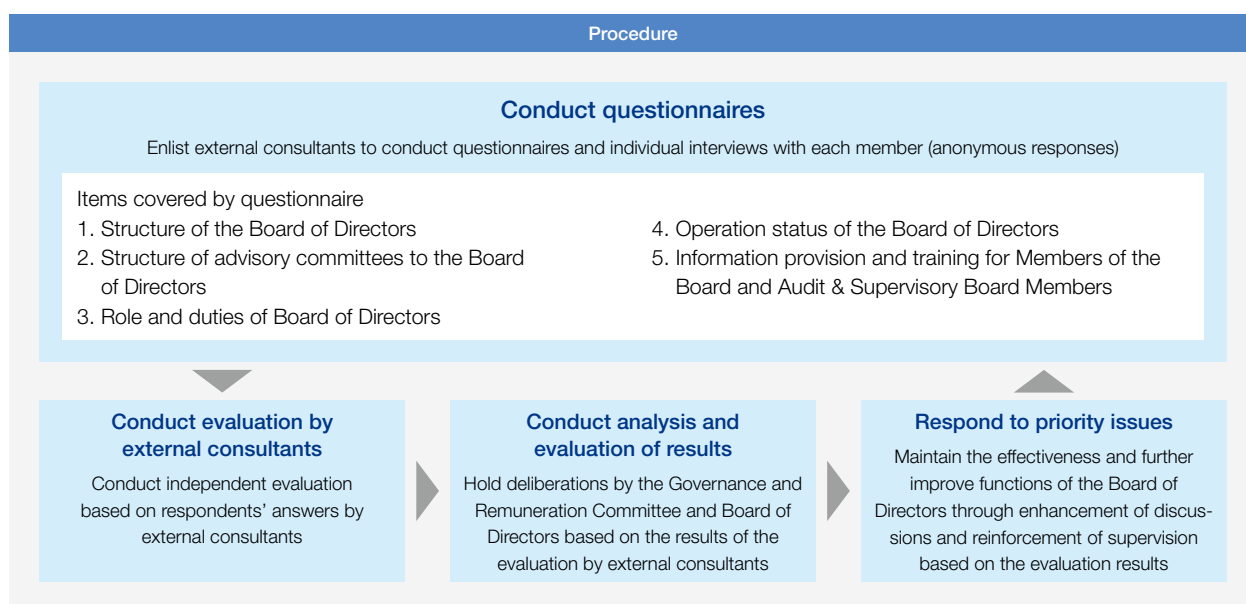 Procedure
Conduct questionnaires
Enlist external consultants to conduct questionnaires and individual interviews with each member (anonymous responses)
Items covered by questionnaire
1. Structure of the Board of Directors
2. Structure of advisory committees to the Board
of Directors
3. Role and duties of Board of Directors
4. Operation status of the Board of Directors
5. Information provision and training for Members of the
Board and Audit & Supervisory Board Members
Conduct evaluation by
external consultants
Conduct independent evaluation
based on respondents’ answers by
external consultants
Conduct analysis and
evaluation of results
Hold deliberations by the Governance and
Remuneration Committee and Board of
Directors based on the results of the
evaluation by external consultants
Respond to priority issues
Maintain the effectiveness and further
improve functions of the Board of
Directors through enhancement of discus-
sions and reinforcement of supervision
based on the evaluation results